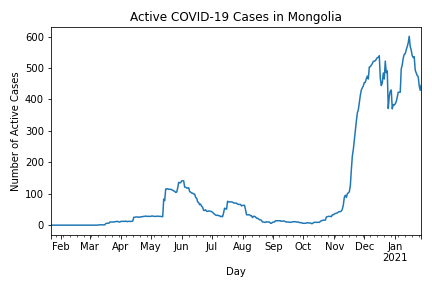 Active COVID-19 Cases in Mongolia
Number of Active Cases
600
500
400
300
200
100
0
Feb Mar Apr May Jun Jul Aug Sep Oct Nov Dec Jan
2021
Day